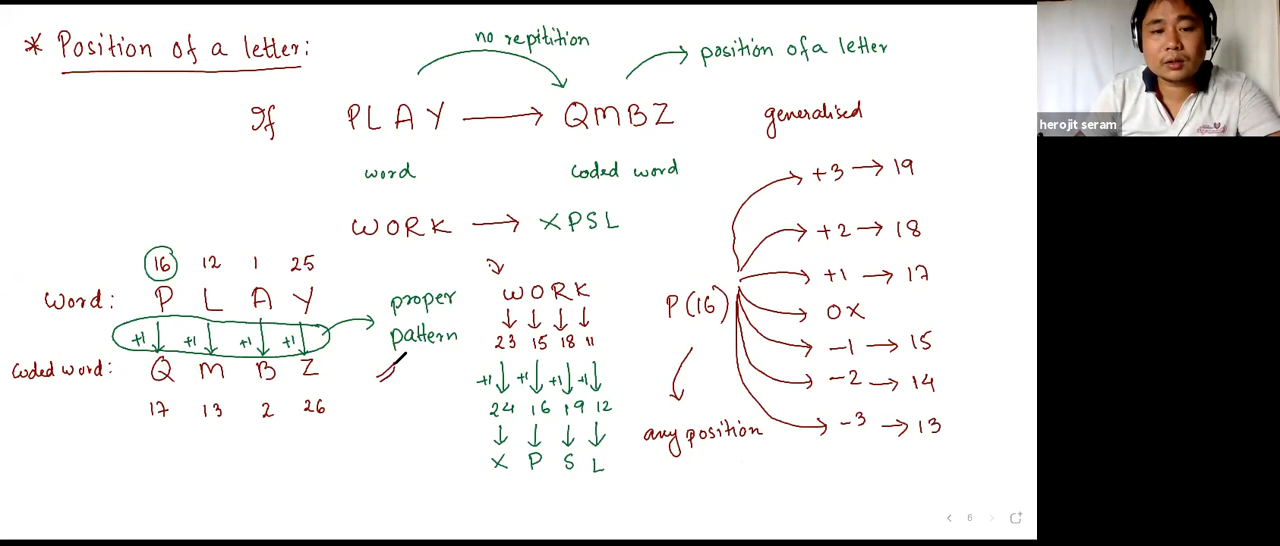 * Position of a letter:
no repitition
position of a letter
If PLAY → QMBZ
generalised
word coded word
WORK → XPSL
+3 → 19
+2 → 18
+1 → 17
P(16) 0 X
-1 → 15
-2 → 14
-3 → 13
any position
16 12 1 25
Word: P L A Y
+1 +1 +1 +1
Coded word: Q M B Z
17 13 2 26
proper
pattern
WORK
23 15 18 11
+1 +1 +1 +1
24 16 19 12
X P S L
herojit seram
6